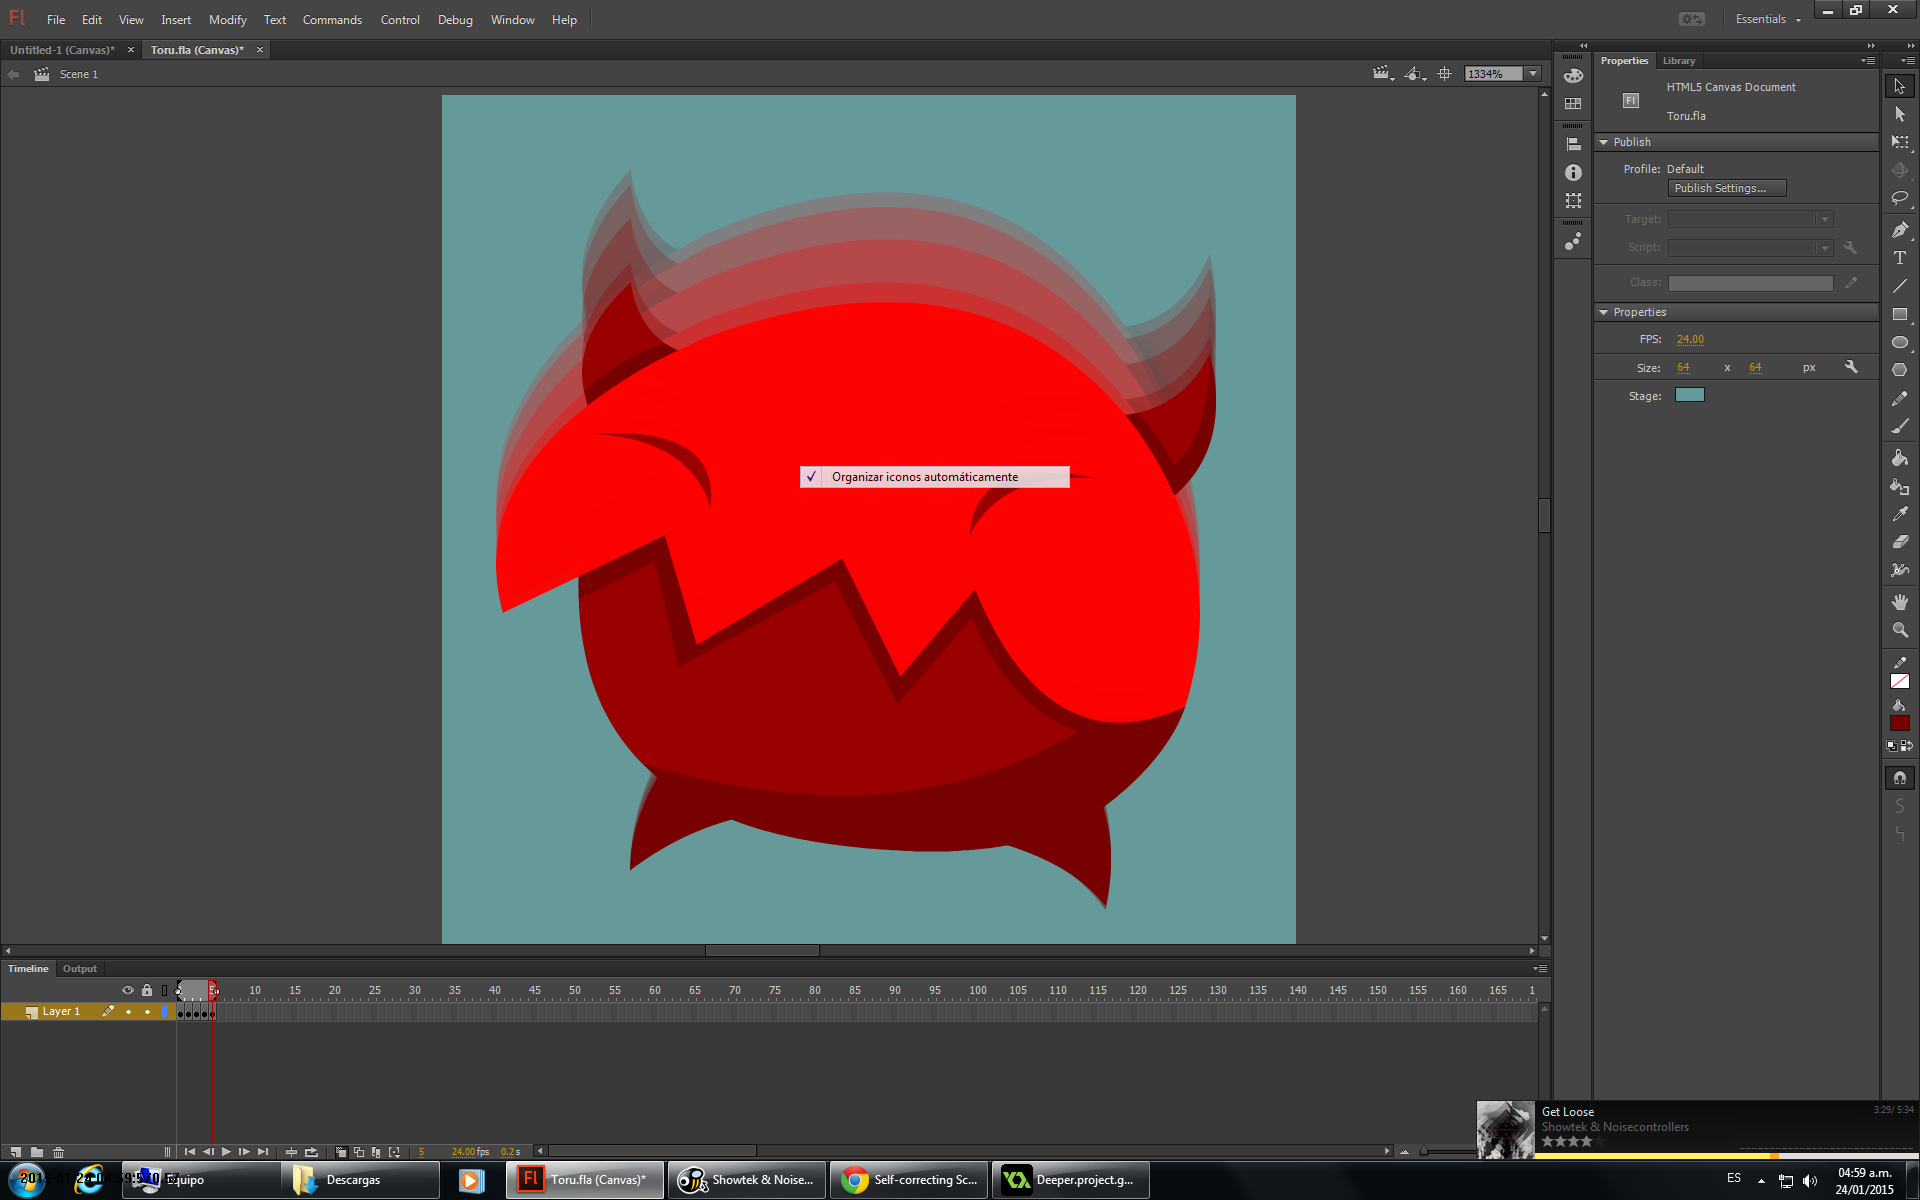 Fl File Edit View Insert Modify Text Commands Control Debug Window Help Essentials
Untitled-1 (Canvas)* × Toru.fla (Canvas)* ×
Scene 1 1334%
Properties Library
HTML5 Canvas Document
Fl
Toru.fla
Publish
Profile: Default
Publish Settings...
Target:
Script:
Class:
Properties
FPS: 24.00
Size: 64 x 64 px
Stage:
T
✓ Organizar iconos automáticamente
Timeline Output
10 15 20 25 30 35 40 45 50 55 60 65 70 75 80 85 90 95 100 105 110 115 120 125 130 135 140 145 150 155 160 165 1
Layer 1
5 24.00 fps 0.2 s
Get Loose 3:29/ 5:34
Showtek & Noisecontrollers
Equipo Descargas Fl Toru.fla (Canvas)* Showtek & Noise... Self-correcting Sc... Deeper.project.g... ES
04:59 a.m.
24/01/2015